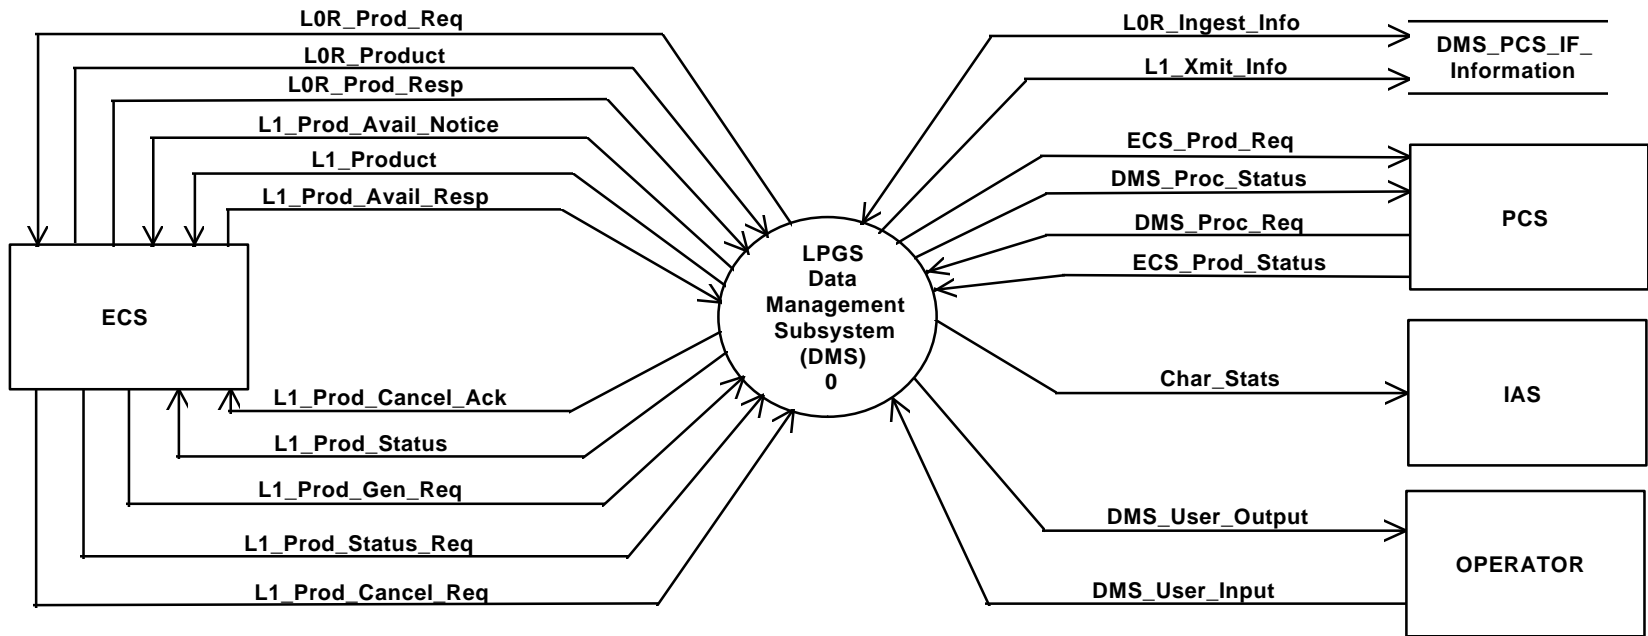 L0R_Prod_Req
L0R_Product
L0R_Prod_Resp
L1_Prod_Avail_Notice
L1_Product
L1_Prod_Avail_Resp
ECS
L1_Prod_Cancel_Ack
L1_Prod_Status
L1_Prod_Gen_Req
L1_Prod_Status_Req
L1_Prod_Cancel_Req
LPGS
Data
Management
Subsystem
(DMS)
0
L0R_Ingest_Info
L1_Xmit_Info
DMS_PCS_IF_
Information
ECS_Prod_Req
DMS_Proc_Status
DMS_Proc_Req
ECS_Prod_Status
PCS
Char_Stats
IAS
DMS_User_Output
DMS_User_Input
OPERATOR